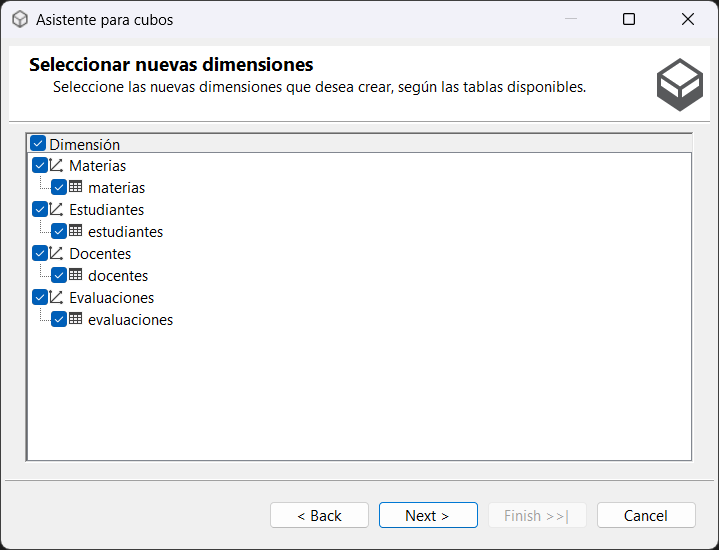 Asistente para cubos
Seleccionar nuevas dimensiones
Seleccione las nuevas dimensiones que desea crear, según las tablas disponibles.
Dimensión
Materias
materias
Estudiantes
estudiantes
Docentes
docentes
Evaluaciones
evaluaciones
< Back
Next >
Finish >>|
Cancel